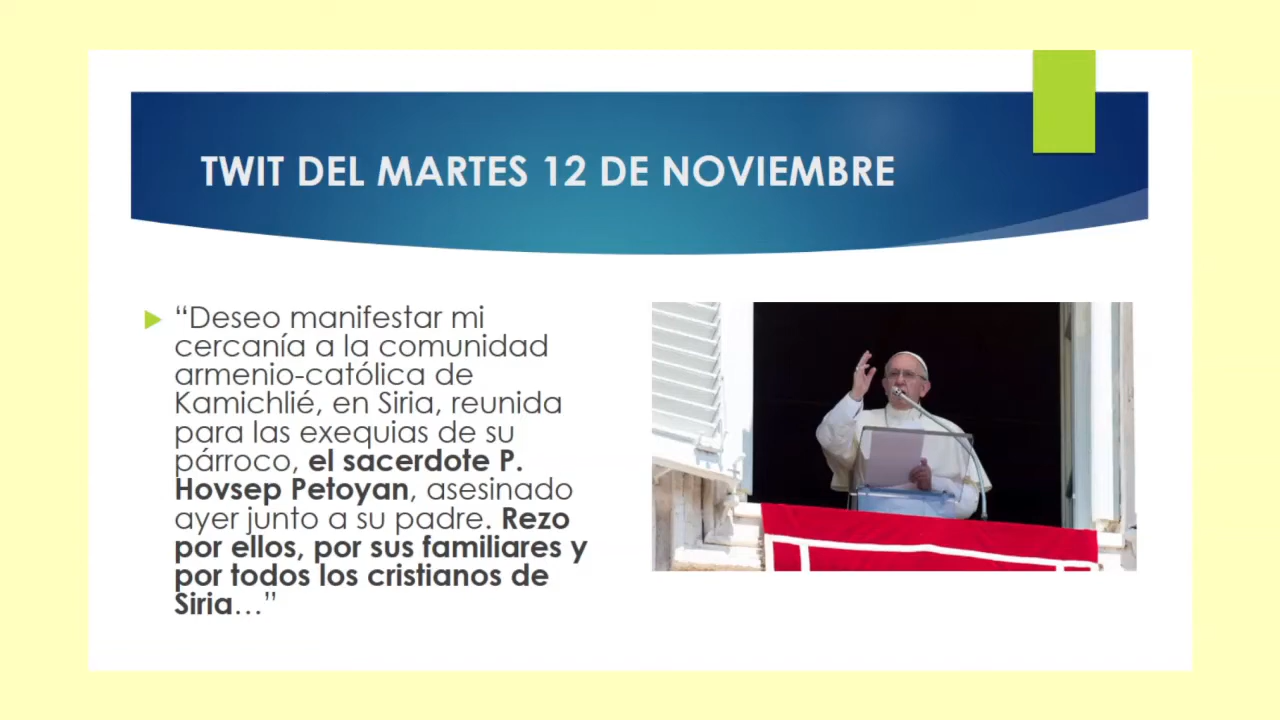 TWIT DEL MARTES 12 DE NOVIEMBRE
“Deseo manifestar mi
cercanía a la comunidad
armenio-católica de
Kamichlié, en Siria, reunida
para las exequias de su
párroco, el sacerdote P.
Hovsep Petoyan, asesinado
ayer junto a su padre. Rezo
por ellos, por sus familiares y
por todos los cristianos de
Siria…”